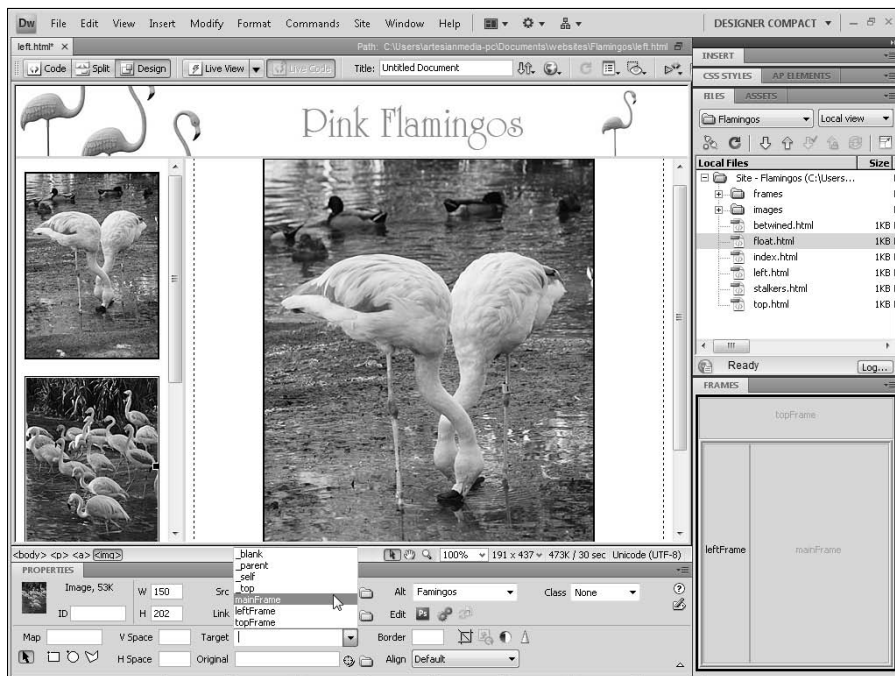 Dw File Edit View Insert Modify Format Commands Site Window Help DESIGNER COMPACT
left.html* × Path: C:\Users\artesianmedia-pc\Documents\websites\Flamingos\left.html
Code Split Design Live View Live Code Title: Untitled Document
Pink Flamingos
<body> <p> <a> <img> 100% 191 x 437 473K / 30 sec Unicode (UTF-8)
PROPERTIES
Image, 53K W 150 Src Alt Famingos Class None
ID H 202 Link Edit Ps
Map V Space Target Border
H Space Original Align Default
_blank
_parent
_self
_top
mainFrame
leftFrame
topFrame
INSERT
CSS STYLES AP ELEMENTS
FILES ASSETS
Flamingos Local view
Local Files Size
Site - Flamingos (C:\Users...
frames
images
betwined.html 1KB
float.html 1KB
index.html 1KB
left.html 1KB
stalkers.html 1KB
top.html 1KB
Ready Log...
FRAMES
topFrame
leftFrame mainFrame